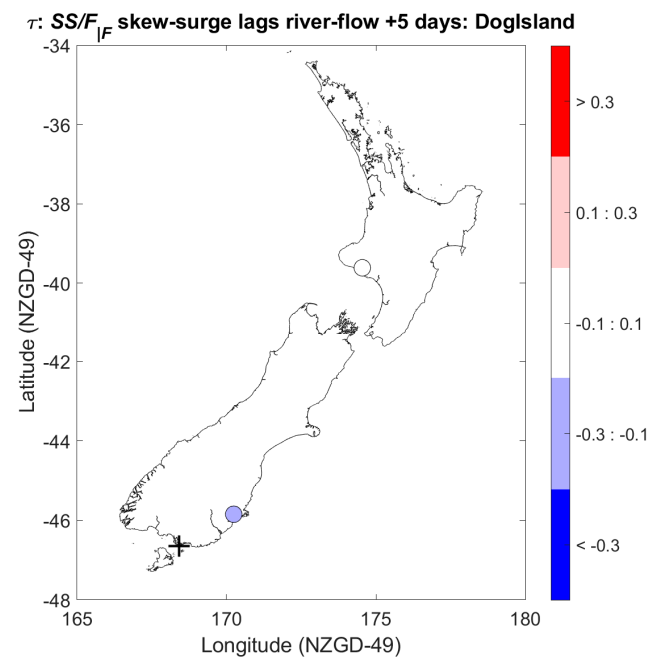 τ: SS/F|F skew-surge lags river-flow +5 days: DogIsland
-34
-36
-38
-40
-42
-44
-46
-48
165
170
175
180
Latitude (NZGD-49)
Longitude (NZGD-49)
> 0.3
0.1 : 0.3
-0.1 : 0.1
-0.3 : -0.1
< -0.3